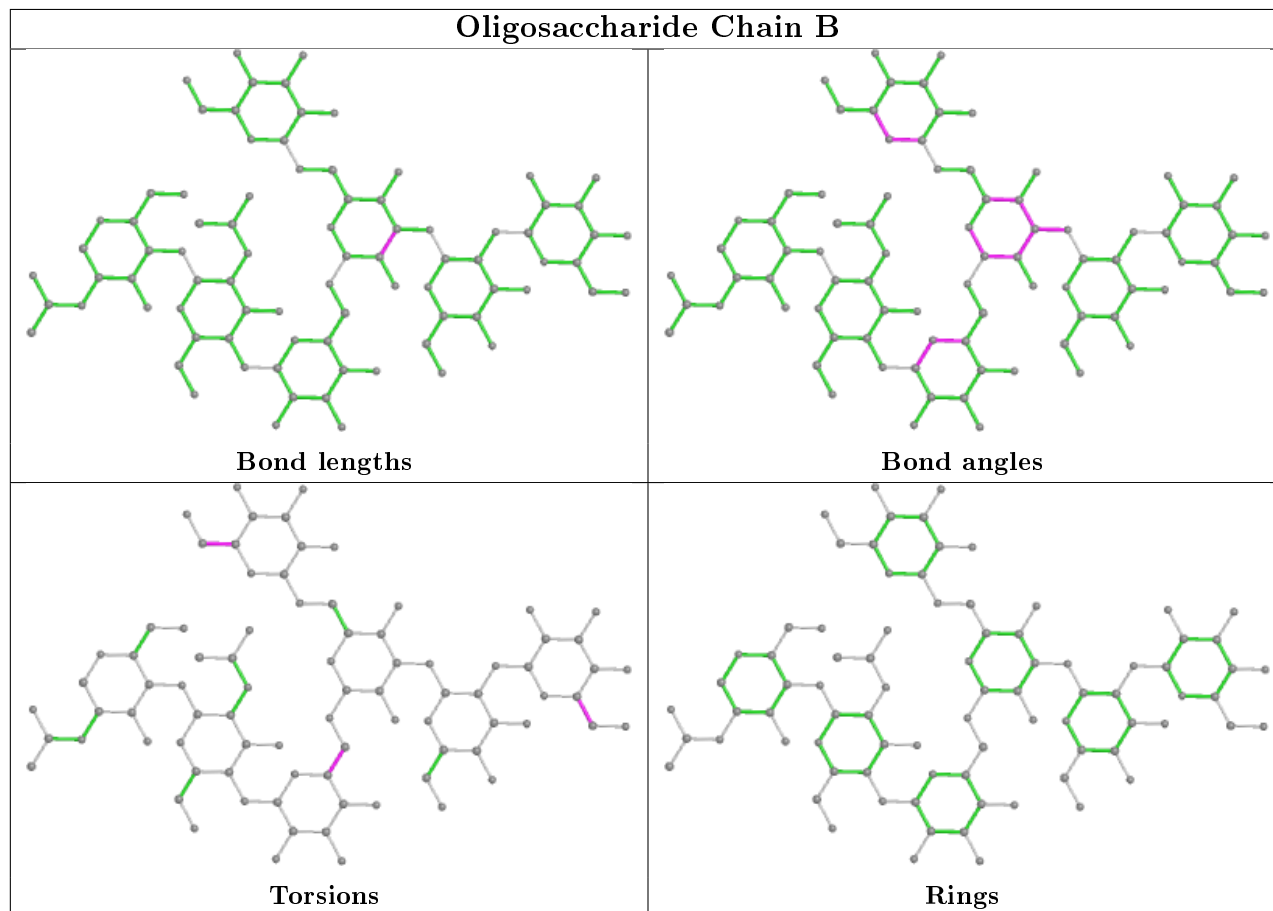 Oligosaccharide Chain B
Bond lengths
Bond angles
Torsions
Rings